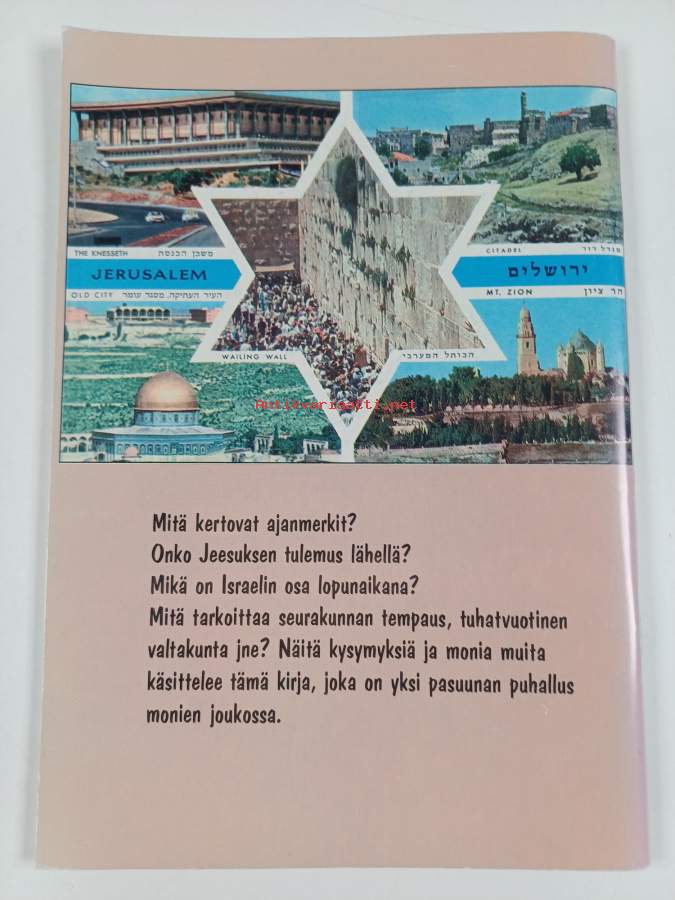 THE KNESSETH משכן הכנסת
CITADEL מגדל דוד
JERUSALEM
ירושלים
OLD CITY העיר העתיקה, מסגד עומר
MT. ZION הר ציון
WAILING WALL הכותל המערבי
Antikvariaatti.net
Mitä kertovat ajanmerkit?
Onko Jeesuksen tulemus lähellä?
Mikä on Israelin osa lopunaikana?
Mitä tarkoittaa seurakunnan tempaus, tuhatvuotinen
valtakunta jne? Näitä kysymyksiä ja monia muita
käsittelee tämä kirja, joka on yksi pasuunan puhallus
monien joukossa.